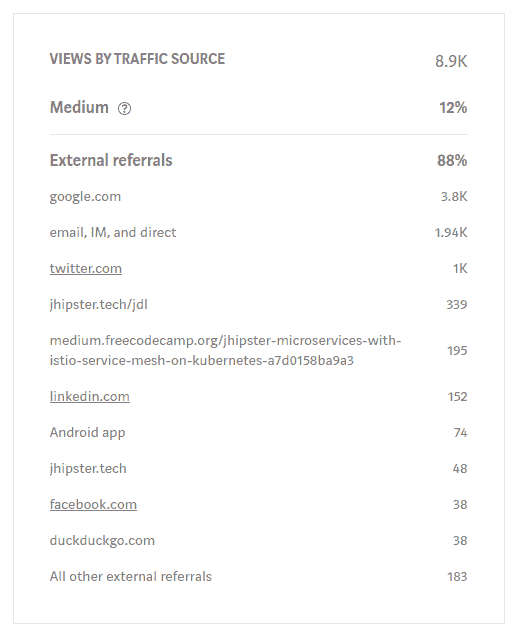 VIEWS BY TRAFFIC SOURCE 8.9K
Medium ? 12%
External referrals 88%
google.com 3.8K
email, IM, and direct 1.94K
twitter.com 1K
jhipster.tech/jdl 339
medium.freecodecamp.org/jhipster-microservices-with-
istio-service-mesh-on-kubernetes-a7d0158ba9a3 195
linkedin.com 152
Android app 74
jhipster.tech 48
facebook.com 38
duckduckgo.com 38
All other external referrals 183